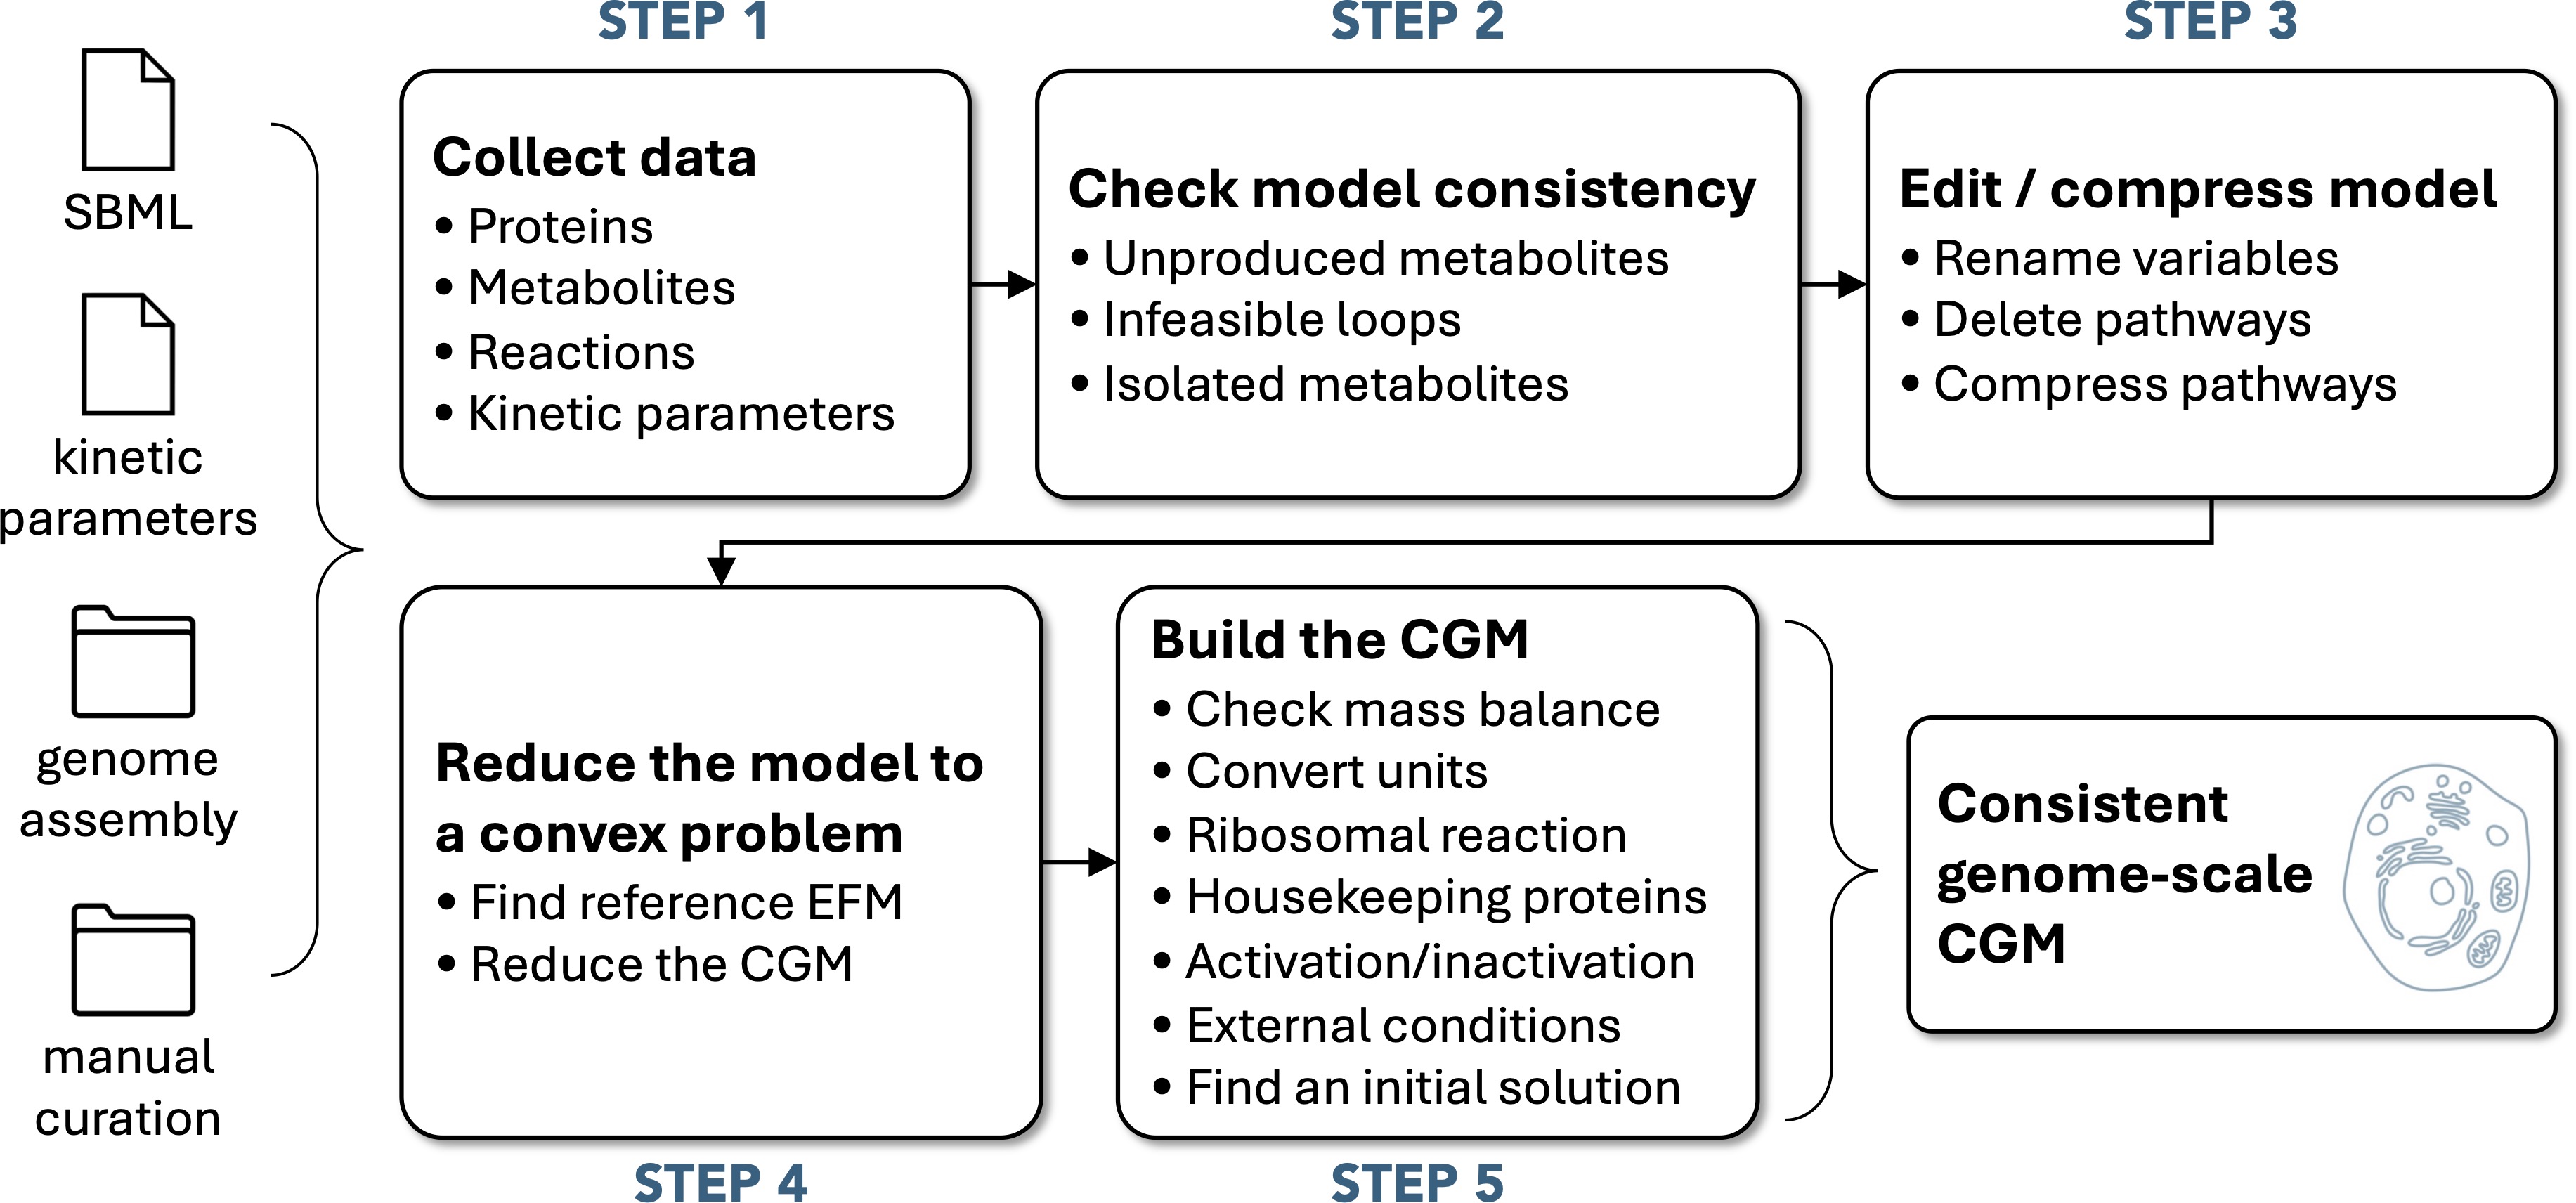 SBML
kinetic
parameters
genome
assembly
manual
curation
STEP 1
Collect data
• Proteins
• Metabolites
• Reactions
• Kinetic parameters
STEP 2
Check model consistency
• Unproduced metabolites
• Infeasible loops
• Isolated metabolites
STEP 3
Edit / compress model
• Rename variables
• Delete pathways
• Compress pathways
Reduce the model to
a convex problem
• Find reference EFM
• Reduce the CGM
STEP 4
Build the CGM
• Check mass balance
• Convert units
• Ribosomal reaction
• Housekeeping proteins
• Activation/inactivation
• External conditions
• Find an initial solution
STEP 5
Consistent
genome-scale
CGM